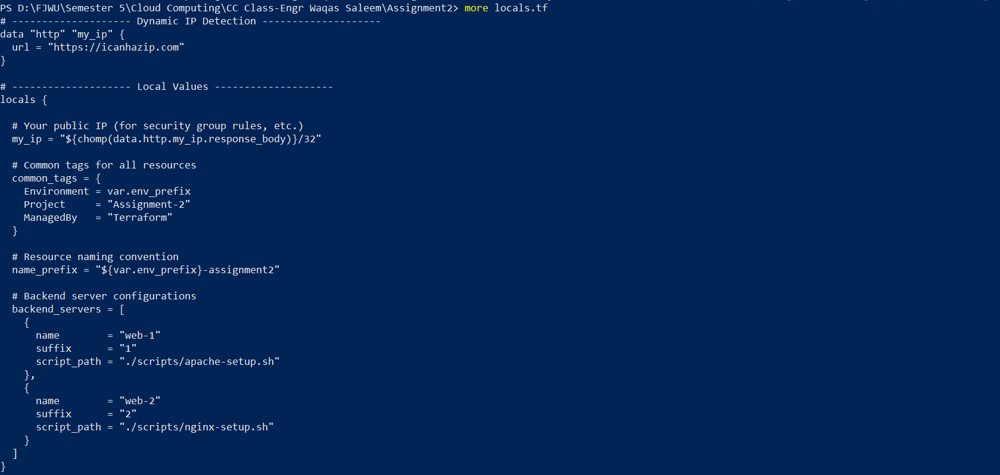 PS D:\FJWU\Semester 5\Cloud Computing\CC Class-Engr Waqas Saleem\Assignment2> more locals.tf
# -------------------- Dynamic IP Detection --------------------
data "http" "my_ip" {
  url = "https://icanhazip.com"
}

# -------------------- Local Values --------------------
locals {

  # Your public IP (for security group rules, etc.)
  my_ip = "${chomp(data.http.my_ip.response_body)}/32"

  # Common tags for all resources
  common_tags = {
    Environment = var.env_prefix
    Project     = "Assignment-2"
    ManagedBy   = "Terraform"
  }

  # Resource naming convention
  name_prefix = "${var.env_prefix}-assignment2"

  # Backend server configurations
  backend_servers = [
    {
      name        = "web-1"
      suffix      = "1"
      script_path = "./scripts/apache-setup.sh"
    },
    {
      name        = "web-2"
      suffix      = "2"
      script_path = "./scripts/nginx-setup.sh"
    }
  ]
}